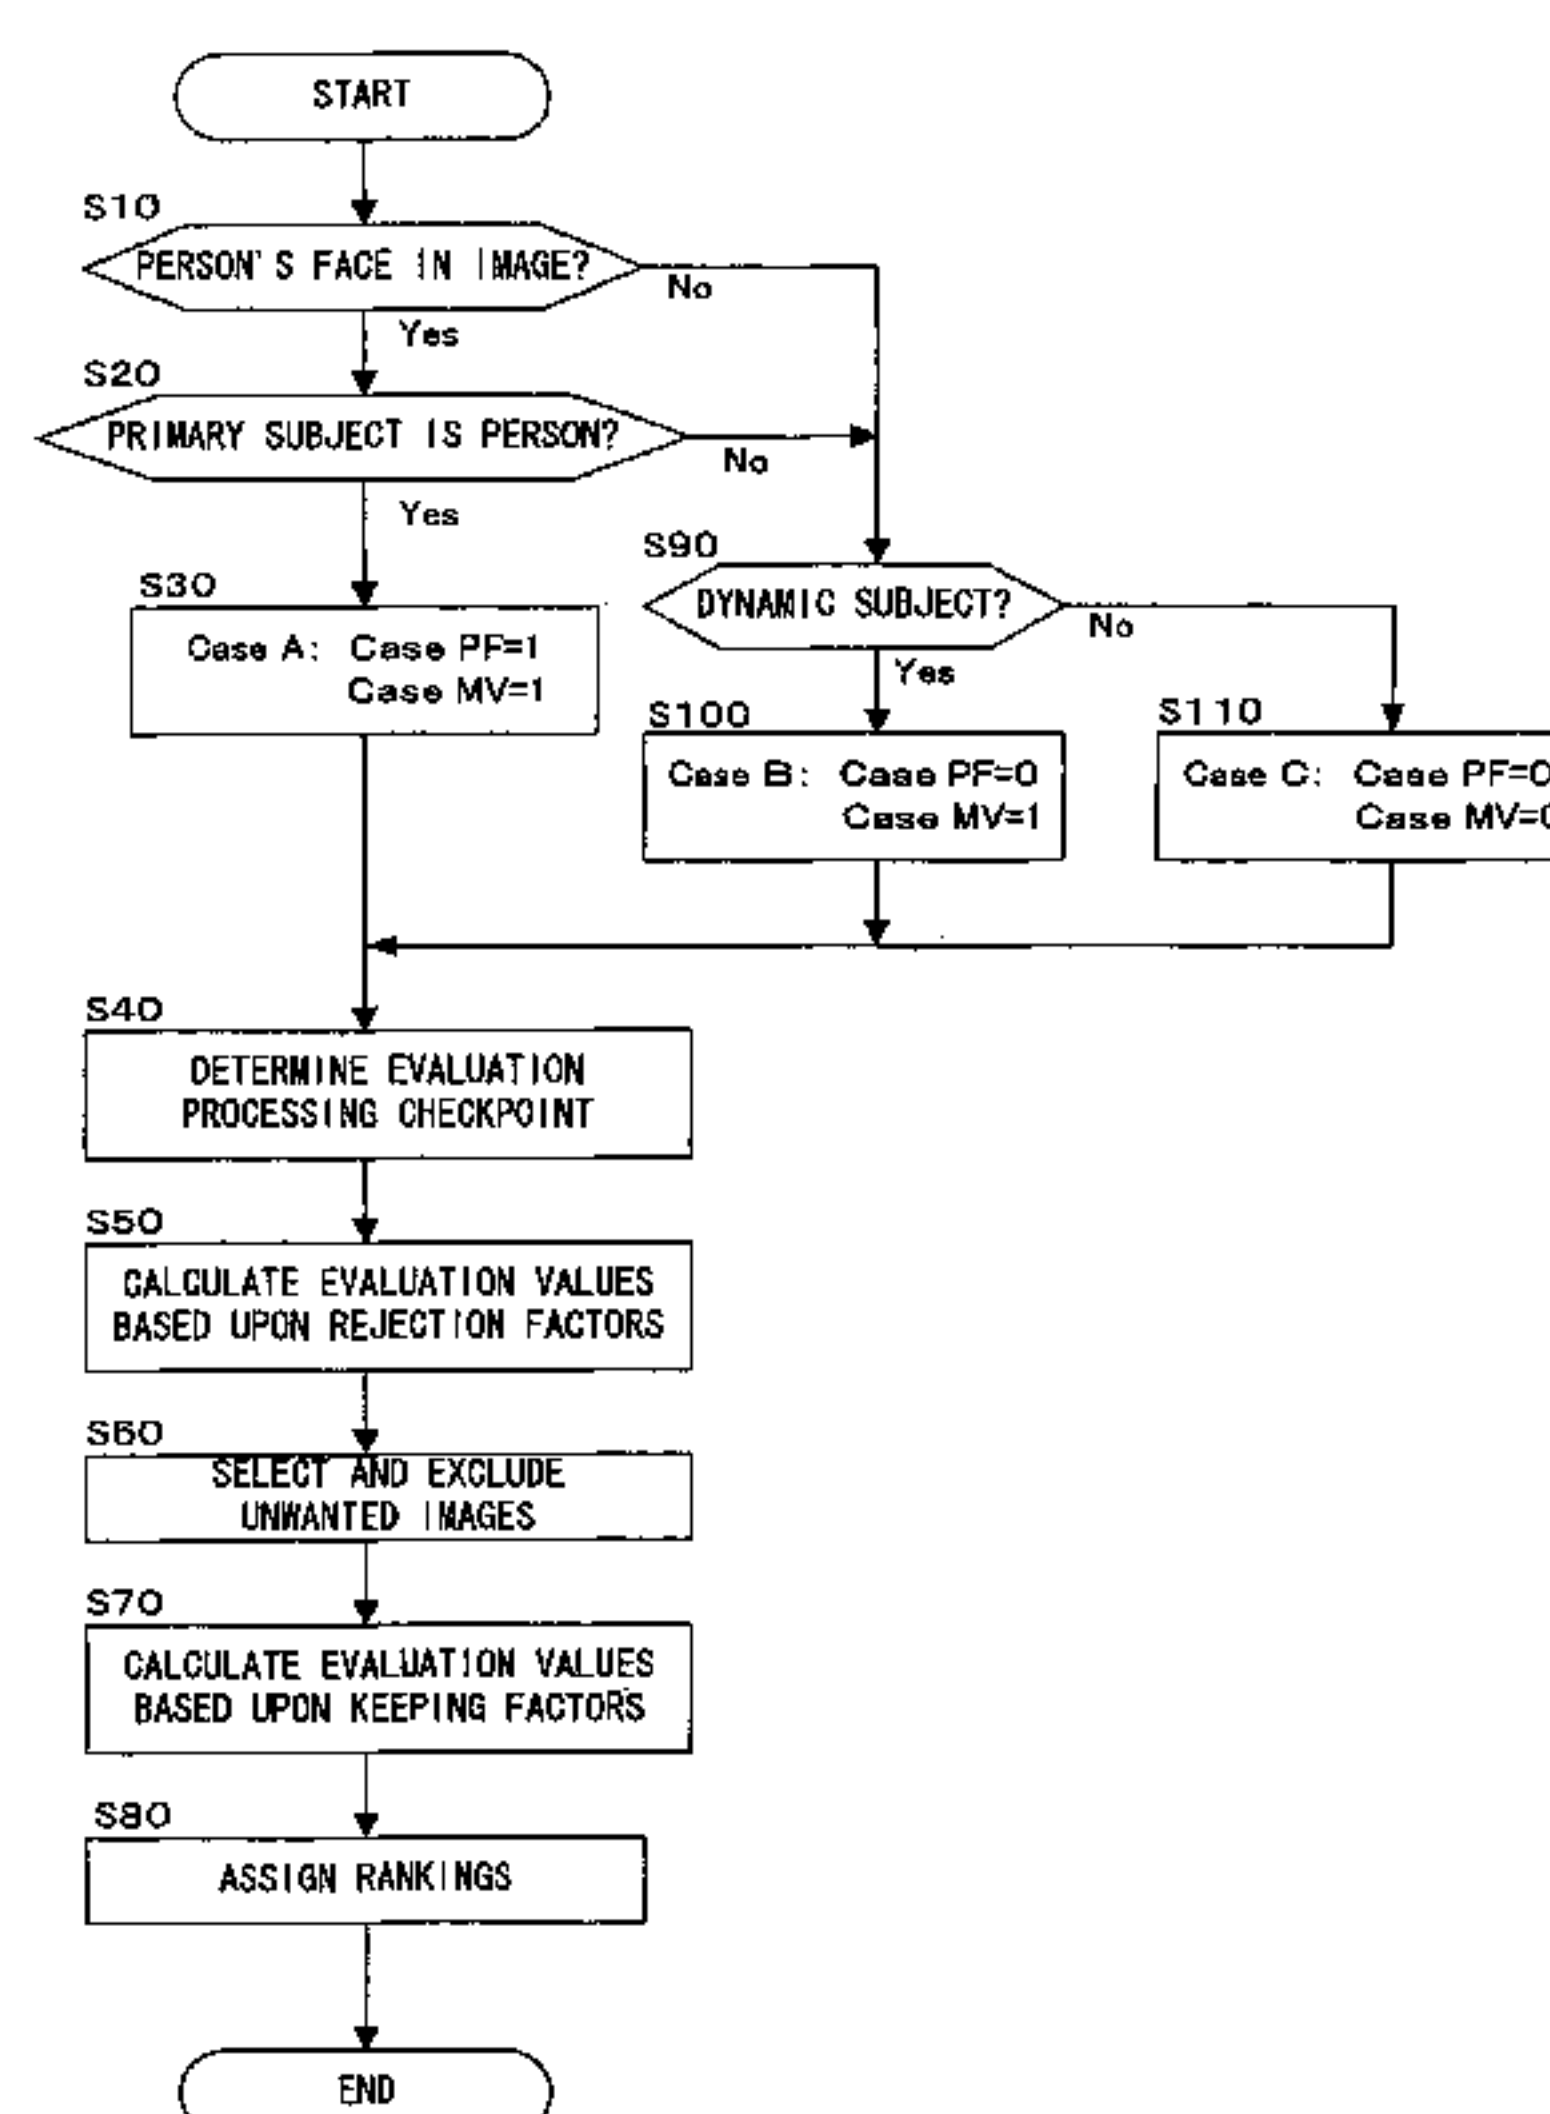 START
S10
PERSON'S FACE IN IMAGE?
No
Yes
S20
PRIMARY SUBJECT IS PERSON?
No
Yes
S30
Case A: Case PF=1
Case MV=1
S90
DYNAMIC SUBJECT?
No
Yes
S100
Case B: Case PF=0
Case MV=1
S110
Case C: Case PF=0
Case MV=0
S40
DETERMINE EVALUATION
PROCESSING CHECKPOINT
S50
CALCULATE EVALUATION VALUES
BASED UPON REJECTION FACTORS
S60
SELECT AND EXCLUDE
UNWANTED IMAGES
S70
CALCULATE EVALUATION VALUES
BASED UPON KEEPING FACTORS
S80
ASSIGN RANKINGS
END